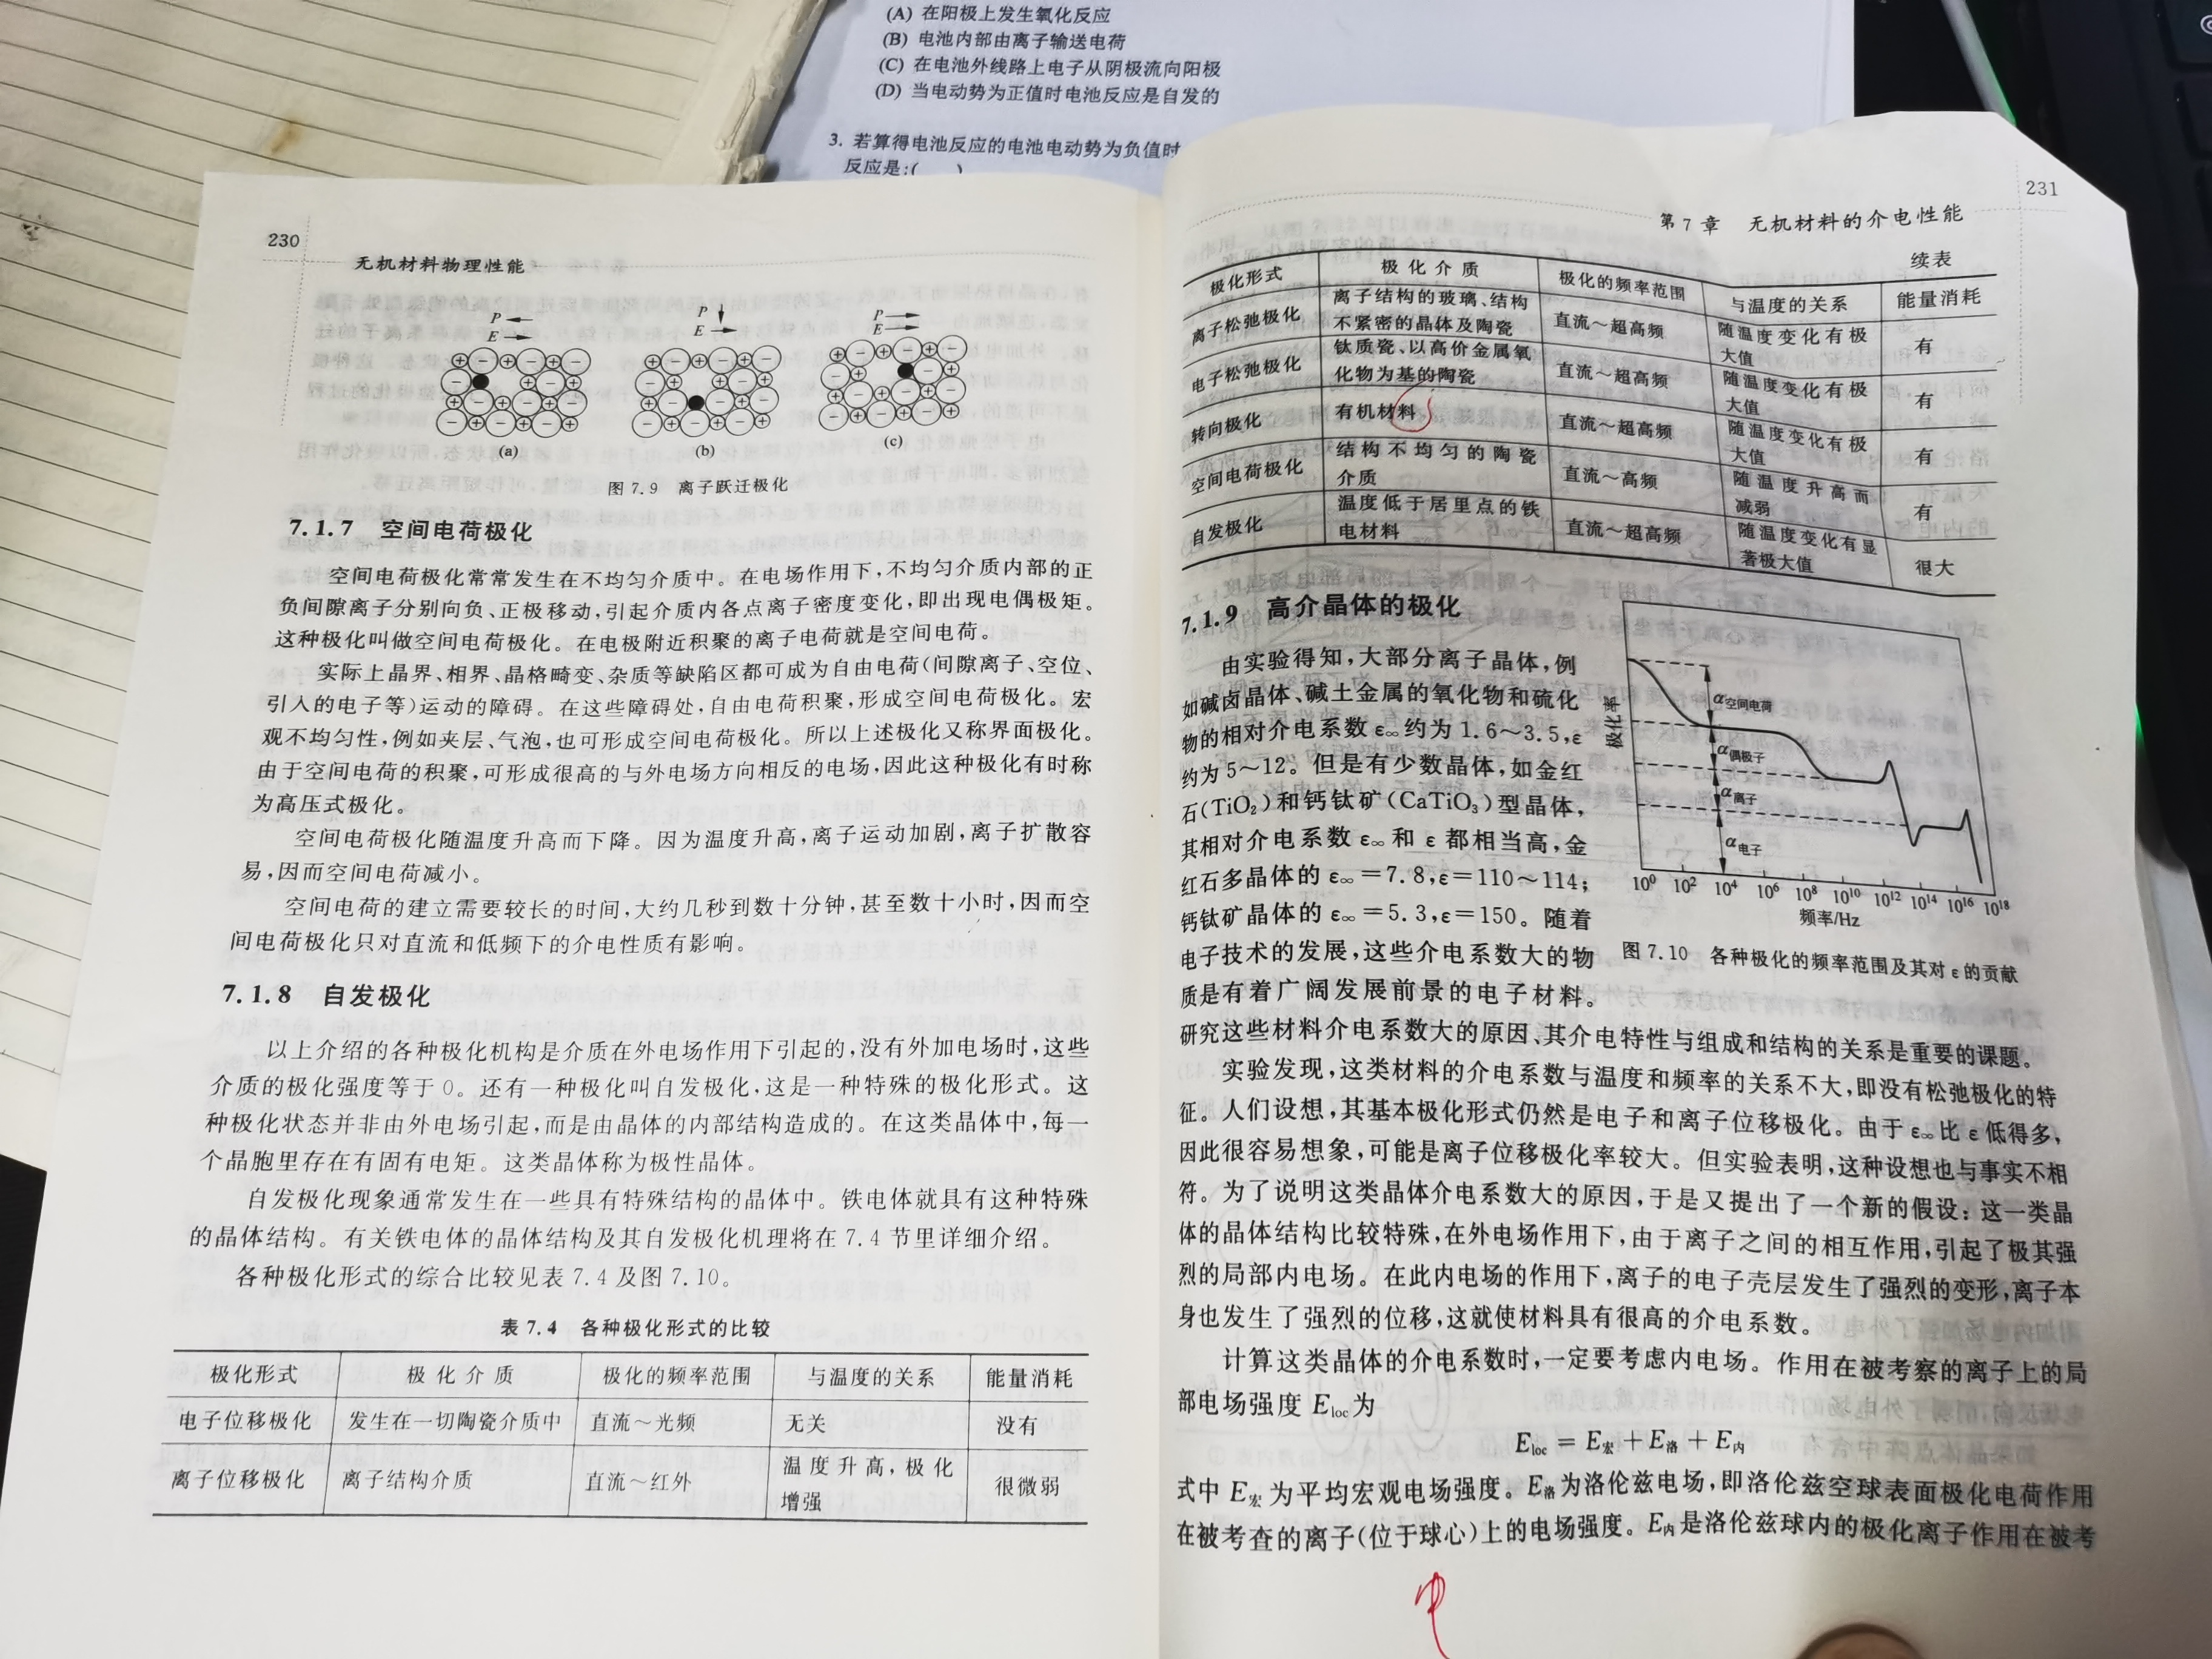 (A) 在阳极上发生氧化反应
(B) 电池内部由离子输送电荷
(C) 在电池外线路上电子从阴极流向阳极
(D) 当电动势为正值时电池反应是自发的
3. 若算得电池反应的电池电动势为负值时
反应是:( )
230
无机材料物理性能
P
E
P
E
P
E
(a)
(b)
(c)
图 7.9 离子跃迁极化
7.1.7 空间电荷极化
空间电荷极化常常发生在不均匀介质中。在电场作用下,不均匀介质内部的正
负间隙离子分别向负、正极移动,引起介质内各点离子密度变化,即出现电偶极矩。
这种极化叫做空间电荷极化。在电极附近积聚的离子电荷就是空间电荷。
实际上晶界、相界、晶格畸变、杂质等缺陷区都可成为自由电荷(间隙离子、空位、
引入的电子等)运动的障碍。在这些障碍处,自由电荷积聚,形成空间电荷极化。宏
观不均匀性,例如夹层、气泡,也可形成空间电荷极化。所以上述极化又称界面极化。
由于空间电荷的积聚,可形成很高的与外电场方向相反的电场,因此这种极化有时称
为高压式极化。
空间电荷极化随温度升高而下降。因为温度升高,离子运动加剧,离子扩散容
易,因而空间电荷减小。
空间电荷的建立需要较长的时间,大约几秒到数十分钟,甚至数十小时,因而空
间电荷极化只对直流和低频下的介电性质有影响。
7.1.8 自发极化
以上介绍的各种极化机构是介质在外电场作用下引起的,没有外加电场时,这些
介质的极化强度等于 0。还有一种极化叫自发极化,这是一种特殊的极化形式。这
种极化状态并非由外电场引起,而是由晶体的内部结构造成的。在这类晶体中,每一
个晶胞里存在有固有电矩。这类晶体称为极性晶体。
自发极化现象通常发生在一些具有特殊结构的晶体中。铁电体就具有这种特殊
的晶体结构。有关铁电体的晶体结构及其自发极化机理将在 7.4 节里详细介绍。
各种极化形式的综合比较见表 7.4 及图 7.10。
表 7.4 各种极化形式的比较
极化形式 极化介质 极化的频率范围 与温度的关系 能量消耗
电子位移极化 发生在一切陶瓷介质中 直流～光频 无关 没有
离子位移极化 离子结构介质 直流～红外 温度升高,极化增强 很微弱
231
第 7 章 无机材料的介电性能
续表
极化形式 极化介质 极化的频率范围 与温度的关系 能量消耗
离子松弛极化 离子结构的玻璃、结构不紧密的晶体及陶瓷 直流～超高频 随温度变化有极大值 有
电子松弛极化 钛质瓷、以高价金属氧化物为基的陶瓷 直流～超高频 随温度变化有极大值 有
转向极化 有机材料 直流～超高频 随温度变化有极大值 有
空间电荷极化 结构不均匀的陶瓷介质 直流～高频 随温度升高而减弱 有
自发极化 温度低于居里点的铁电材料 直流～超高频 随温度变化有显著极大值 很大
7.1.9 高介晶体的极化
由实验得知,大部分离子晶体,例
如碱卤晶体、碱土金属的氧化物和硫化
物的相对介电系数 ε∞ 约为 1.6～3.5,ε
约为 5～12。但是有少数晶体,如金红
石(TiO₂)和钙钛矿(CaTiO₃)型晶体,
其相对介电系数 ε∞ 和 ε 都相当高,金
红石多晶体的 ε∞=7.8,ε=110～114;
钙钛矿晶体的 ε∞=5.3,ε=150。随着
电子技术的发展,这些介电系数大的物
质是有着广阔发展前景的电子材料。
极化率
α空间电荷
α偶极子
α离子
α电子
10⁰ 10² 10⁴ 10⁶ 10⁸ 10¹⁰ 10¹² 10¹⁴ 10¹⁶ 10¹⁸
频率/Hz
图 7.10 各种极化的频率范围及其对 ε 的贡献
研究这些材料介电系数大的原因、其介电特性与组成和结构的关系是重要的课题。
实验发现,这类材料的介电系数与温度和频率的关系不大,即没有松弛极化的特
征。人们设想,其基本极化形式仍然是电子和离子位移极化。由于 ε∞ 比 ε 低得多,
因此很容易想象,可能是离子位移极化率较大。但实验表明,这种设想也与事实不相
符。为了说明这类晶体介电系数大的原因,于是又提出了一个新的假设:这一类晶
体的晶体结构比较特殊,在外电场作用下,由于离子之间的相互作用,引起了极其强
烈的局部内电场。在此内电场的作用下,离子的电子壳层发生了强烈的变形,离子本
身也发生了强烈的位移,这就使材料具有很高的介电系数。
计算这类晶体的介电系数时,一定要考虑内电场。作用在被考察的离子上的局
部电场强度 Eloc为
Eloc = E宏 + E洛 + E内
式中 E宏 为平均宏观电场强度。E洛为洛伦兹电场,即洛伦兹空球表面极化电荷作用
在被考查的离子(位于球心)上的电场强度。E内是洛伦兹球内的极化离子作用在被考